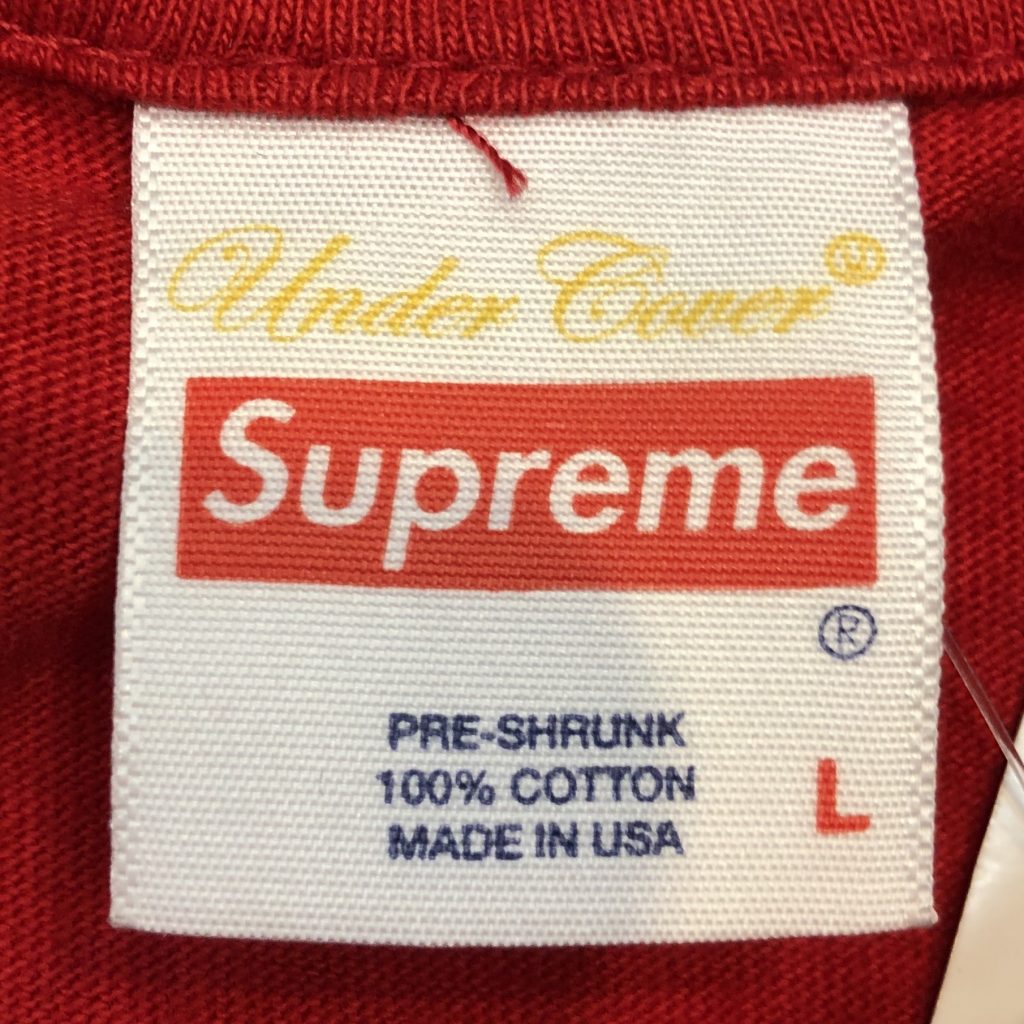 Under Cover®
Supreme
®
PRE-SHRUNK
100% COTTON
MADE IN USA
L